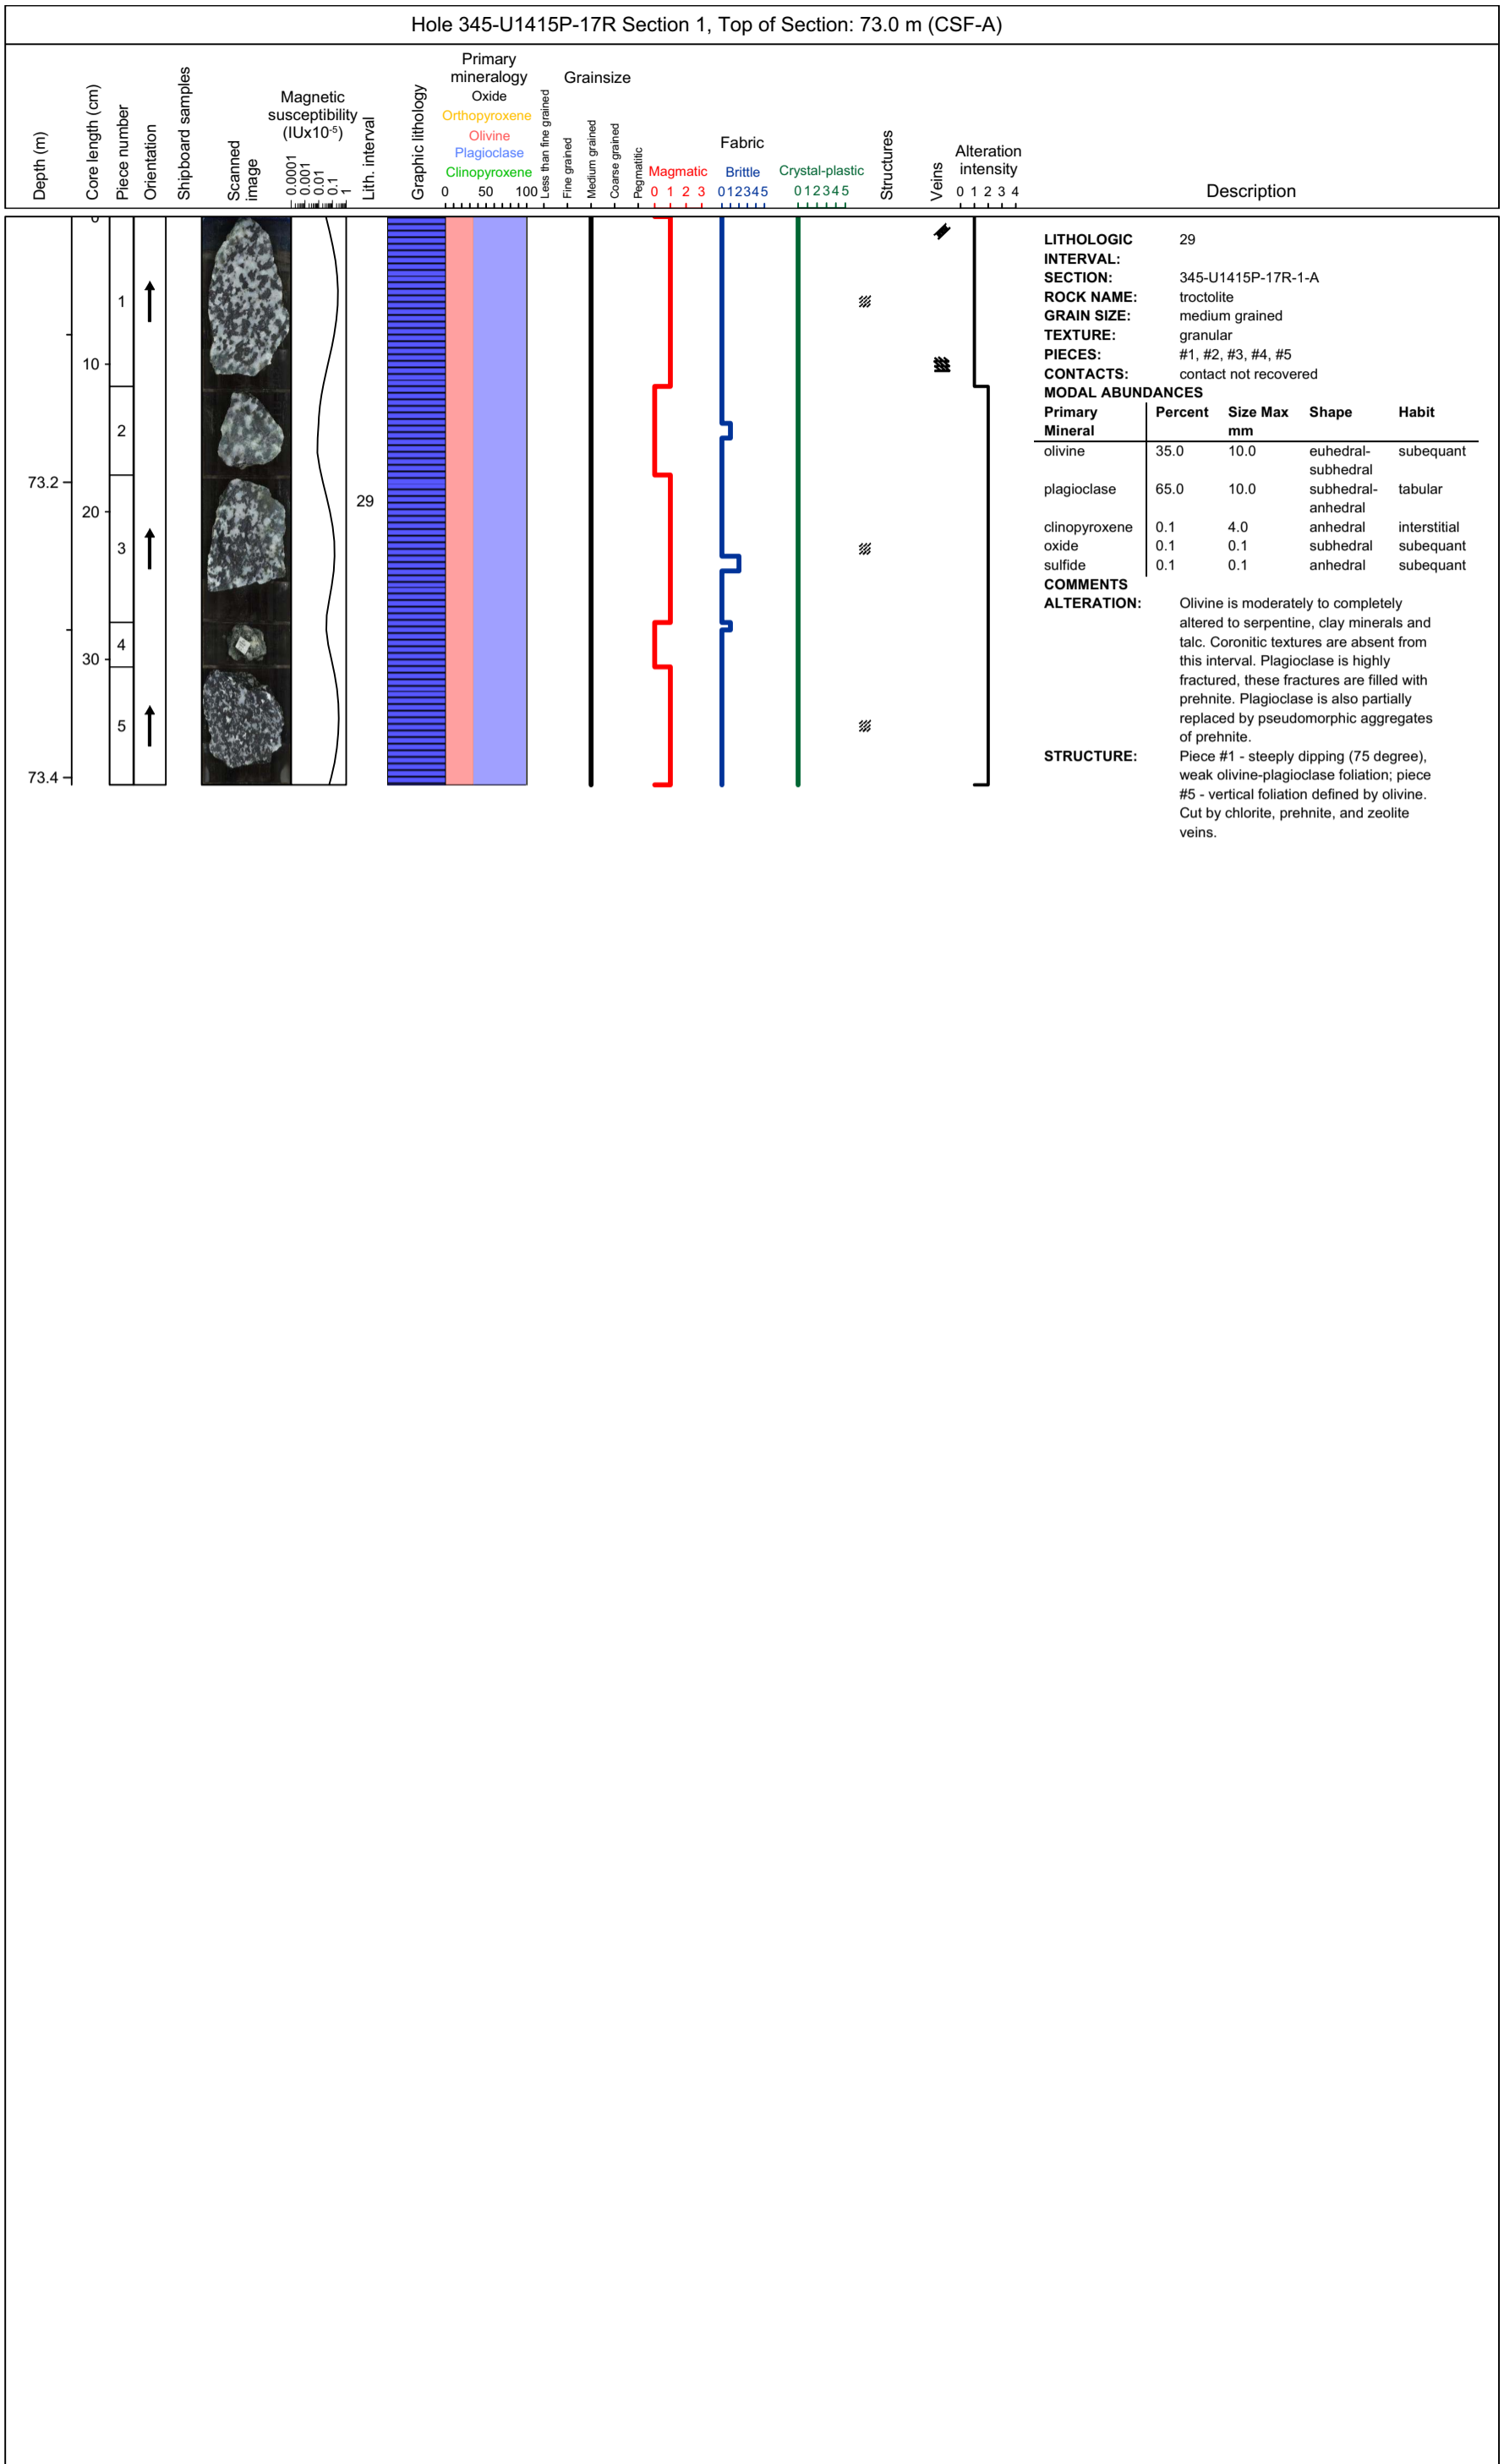 Hole 345-U1415P-17R Section 1, Top of Section: 73.0 m (CSF-A)
Depth (m)
Core length (cm)
Piece number
Orientation
Shipboard samples
Scanned
image
Magnetic
susceptibility
(IUx10-5)
0.0001
0.001
0.01
0.1
1
Lith. interval
Graphic lithology
Primary
mineralogy
Oxide
Orthopyroxene
Olivine
Plagioclase
Clinopyroxene
0 50 100
Grainsize
Less than fine grained
Fine grained
Medium grained
Coarse grained
Pegmatitic
Fabric
Magmatic
0 1 2 3
Brittle
0 1 2 3 4 5
Crystal-plastic
0 1 2 3 4 5
Structures
Veins
Alteration
intensity
0 1 2 3 4
Description
0
1
10
2
73.2
20
3
4
30
5
73.4
29
LITHOLOGIC 29
INTERVAL:
SECTION: 345-U1415P-17R-1-A
ROCK NAME: troctolite
GRAIN SIZE: medium grained
TEXTURE: granular
PIECES: #1, #2, #3, #4, #5
CONTACTS: contact not recovered
MODAL ABUNDANCES
Primary Percent Size Max Shape Habit
Mineral mm
olivine 35.0 10.0 euhedral- subequant
subhedral
plagioclase 65.0 10.0 subhedral- tabular
anhedral
clinopyroxene 0.1 4.0 anhedral interstitial
oxide 0.1 0.1 subhedral subequant
sulfide 0.1 0.1 anhedral subequant
COMMENTS
ALTERATION: Olivine is moderately to completely
altered to serpentine, clay minerals and
talc. Coronitic textures are absent from
this interval. Plagioclase is highly
fractured, these fractures are filled with
prehnite. Plagioclase is also partially
replaced by pseudomorphic aggregates
of prehnite.
STRUCTURE: Piece #1 - steeply dipping (75 degree),
weak olivine-plagioclase foliation; piece
#5 - vertical foliation defined by olivine.
Cut by chlorite, prehnite, and zeolite
veins.